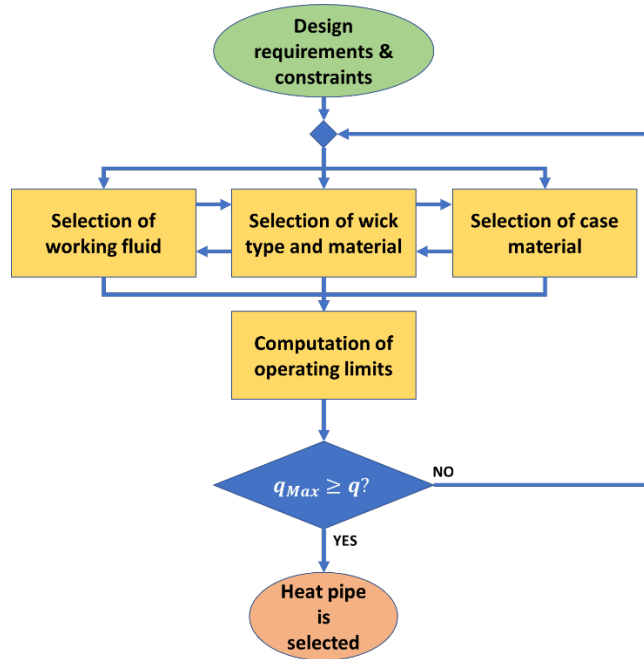 Design
requirements &
constraints
Selection of
working fluid
Selection of wick
type and material
Selection of case
material
Computation of
operating limits
q_Max ≥ q?
NO
YES
Heat pipe
is
selected